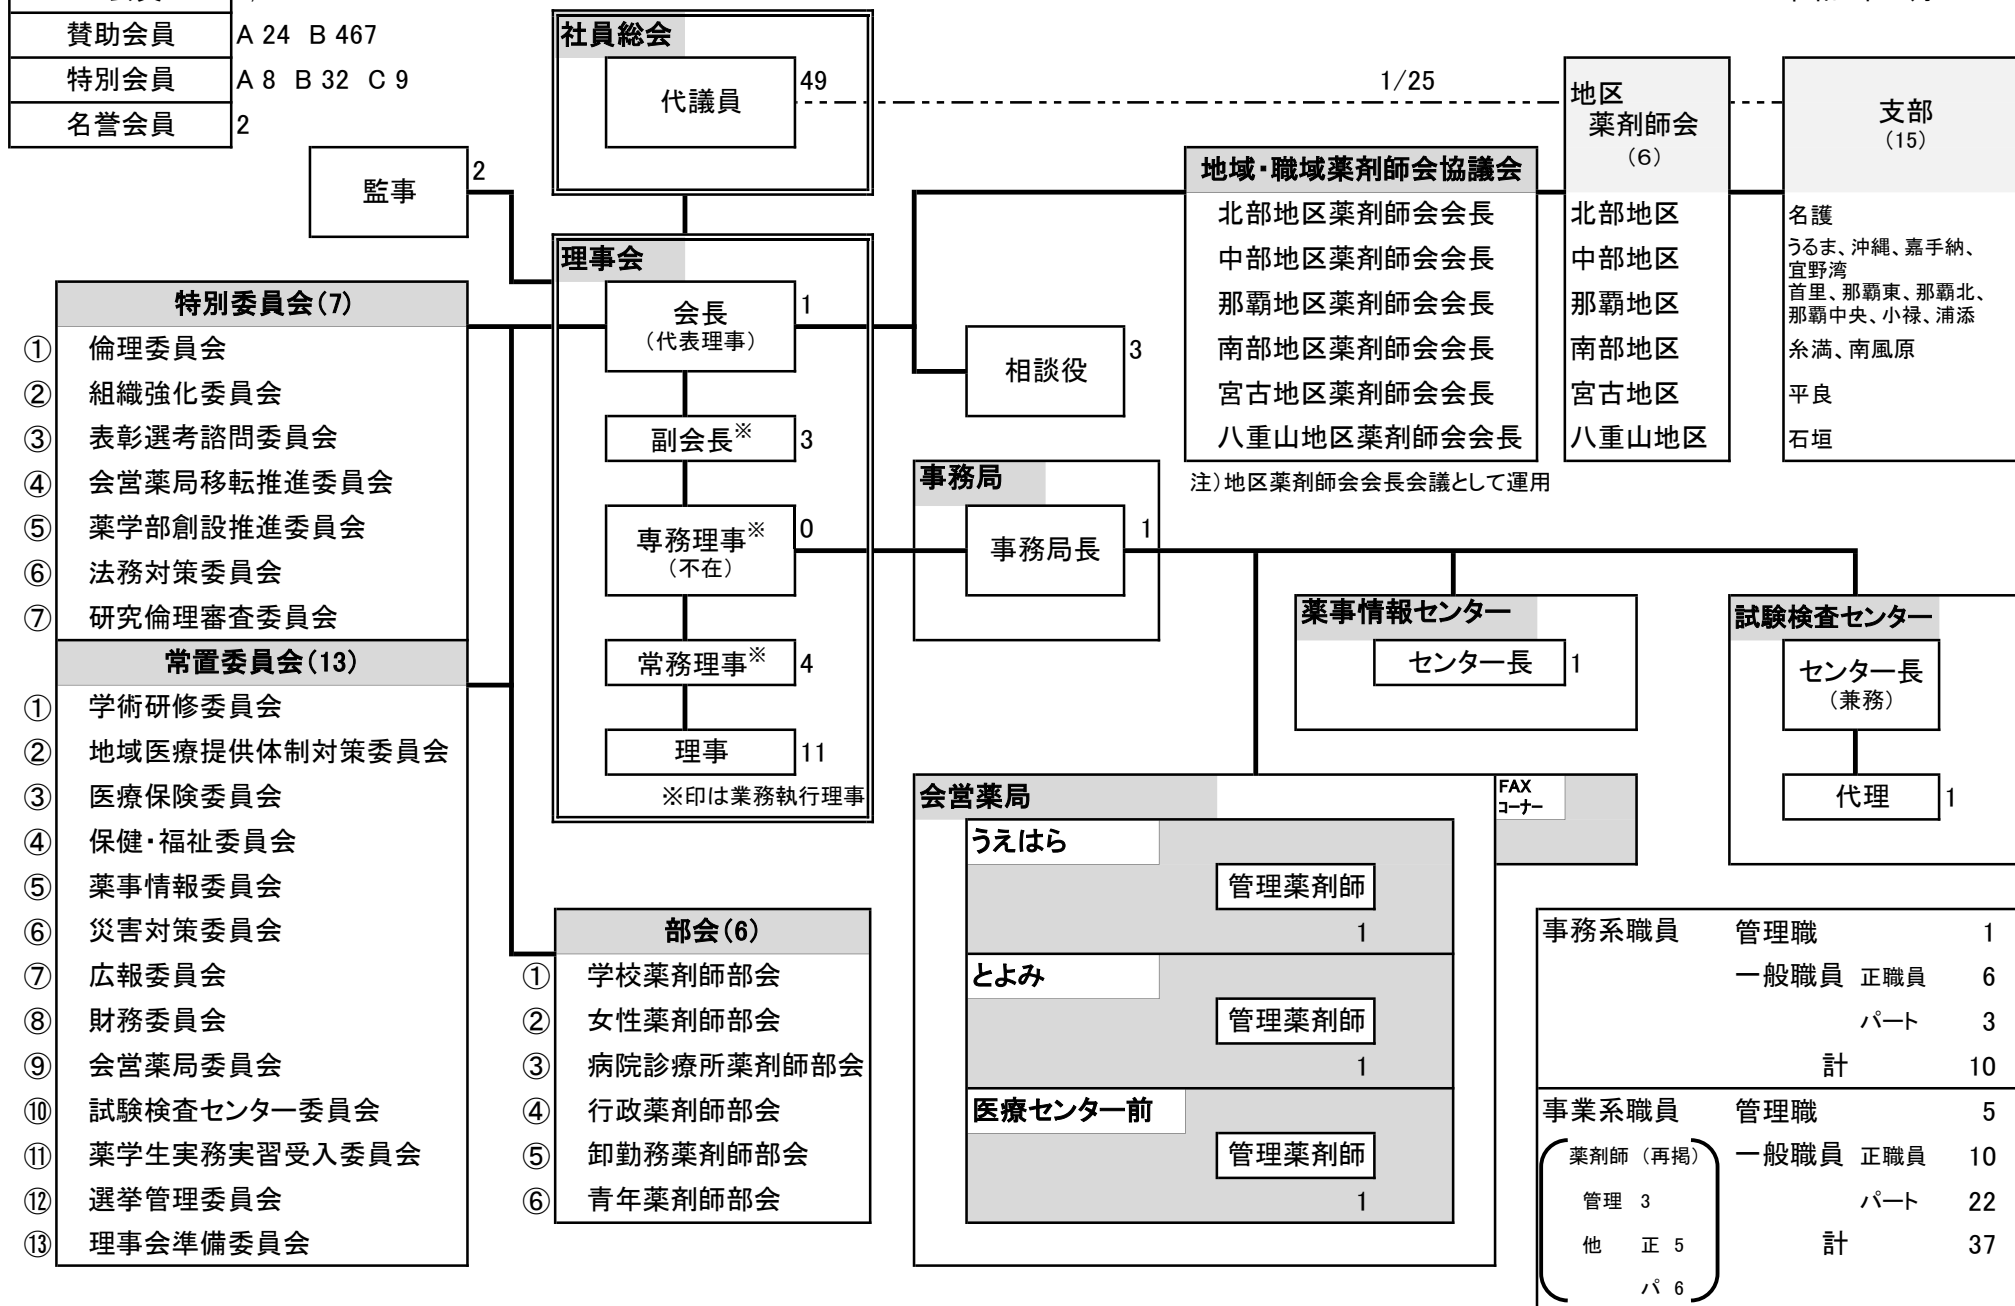 賛助会員 A 24 B 467
特別会員 A 8 B 32 C 9
名誉会員 2
監事 2
社員総会
代議員 49
1/25
地区
薬剤師会
(6)
支部
(15)
地域・職域薬剤師会協議会
北部地区薬剤師会会長 北部地区 名護
中部地区薬剤師会会長 中部地区 うるま、沖縄、嘉手納、
宜野湾
那覇地区薬剤師会会長 那覇地区 首里、那覇東、那覇北、
那覇中央、小禄、浦添
南部地区薬剤師会会長 南部地区 糸満、南風原
宮古地区薬剤師会会長 宮古地区 平良
八重山地区薬剤師会会長 八重山地区 石垣
注)地区薬剤師会会長会議として運用
理事会
会長 1
(代表理事)
副会長※ 3
専務理事※ 0
(不在)
常務理事※ 4
理事 11
※印は業務執行理事
相談役 3
事務局
事務局長 1
特別委員会(7)
① 倫理委員会
② 組織強化委員会
③ 表彰選考諮問委員会
④ 会営薬局移転推進委員会
⑤ 薬学部創設推進委員会
⑥ 法務対策委員会
⑦ 研究倫理審査委員会
常置委員会(13)
① 学術研修委員会
② 地域医療提供体制対策委員会
③ 医療保険委員会
④ 保健・福祉委員会
⑤ 薬事情報委員会
⑥ 災害対策委員会
⑦ 広報委員会
⑧ 財務委員会
⑨ 会営薬局委員会
⑩ 試験検査センター委員会
⑪ 薬学生実務実習受入委員会
⑫ 選挙管理委員会
⑬ 理事会準備委員会
部会(6)
① 学校薬剤師部会
② 女性薬剤師部会
③ 病院診療所薬剤師部会
④ 行政薬剤師部会
⑤ 卸勤務薬剤師部会
⑥ 青年薬剤師部会
薬事情報センター
センター長 1
試験検査センター
センター長
(兼務)
代理 1
会営薬局
FAX
コーナー
うえはら
管理薬剤師
1
とよみ
管理薬剤師
1
医療センター前
管理薬剤師
1
事務系職員 管理職 1
一般職員 正職員 6
パート 3
計 10
事業系職員 管理職 5
薬剤師 (再掲) 一般職員 正職員 10
管理 3 パート 22
他 正 5 計 37
パ 6